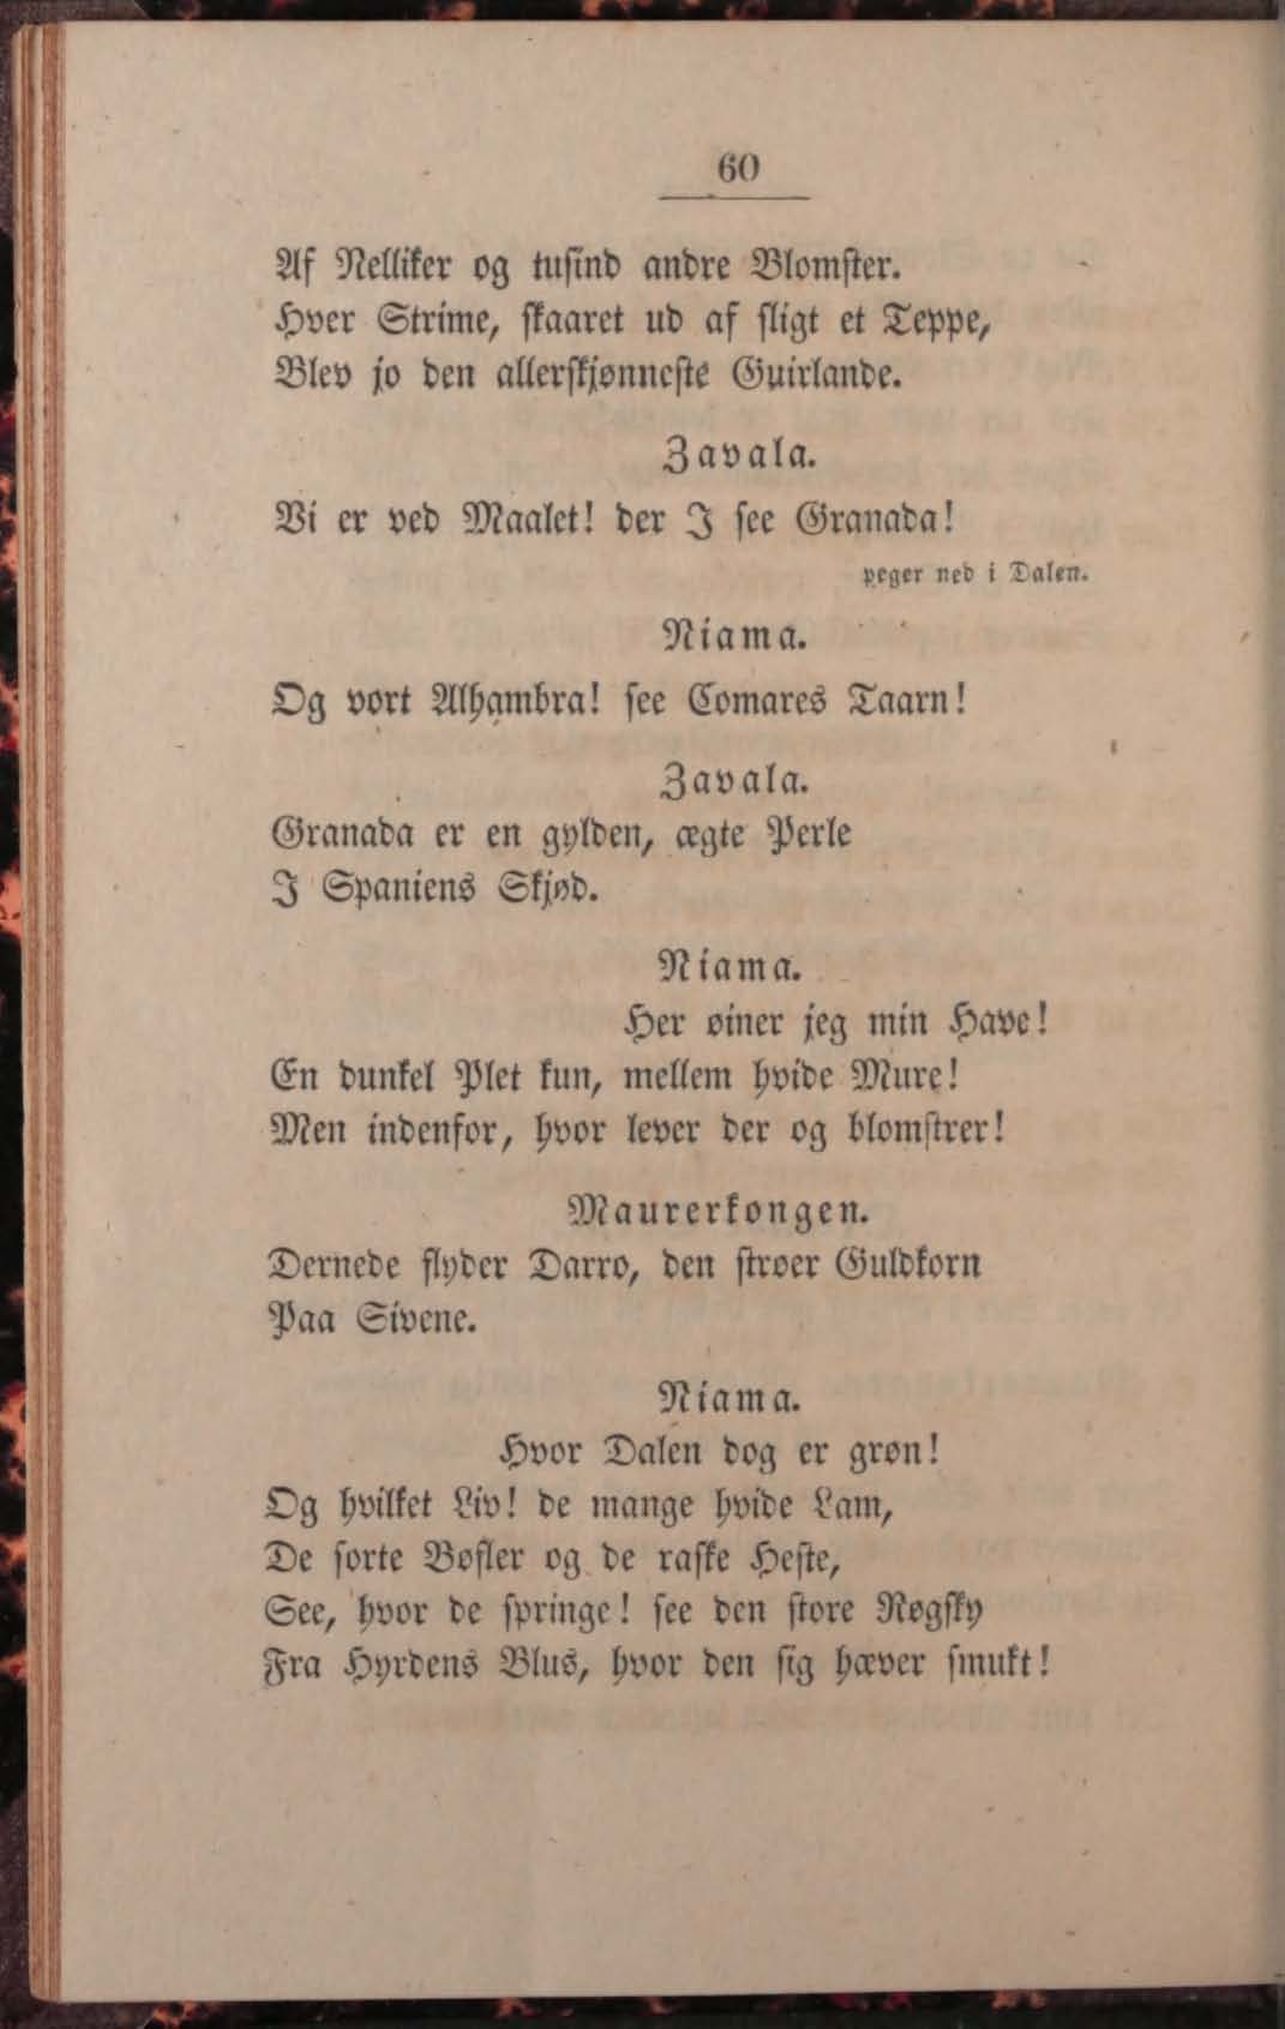 60
Af Nelliker og tusind andre Blomster.
Hver Strime, skaaret ud af sligt et Teppe,
Blev jo den allerskjønneste Guirlande.
Zavala.
Vi er ved Maalet! der I see Granada!
peger ned i Dalen.
Niama.
Og vort Alhambra! see Comares Taarn!
Zavala.
Granada er en gylden, ægte Perle
I Spaniens Skjød.
Niama.
Her øiner jeg min Have!
En dunkel Plet kun, mellem hvide Mure!
Men indenfor, hvor lever der og blomstrer!
Maurerkongen.
Dernede flyder Darro, den strøer Guldkorn
Paa Sivene.
Niama.
Hvor Dalen dog er grøn!
Og hvilket Liv! de mange hvide Lam,
De sorte Bøfler og de raske Heste,
See, hvor de springe! see den store Røgsky
Fra Hyrdens Blus, hvor den sig hæver smukt!